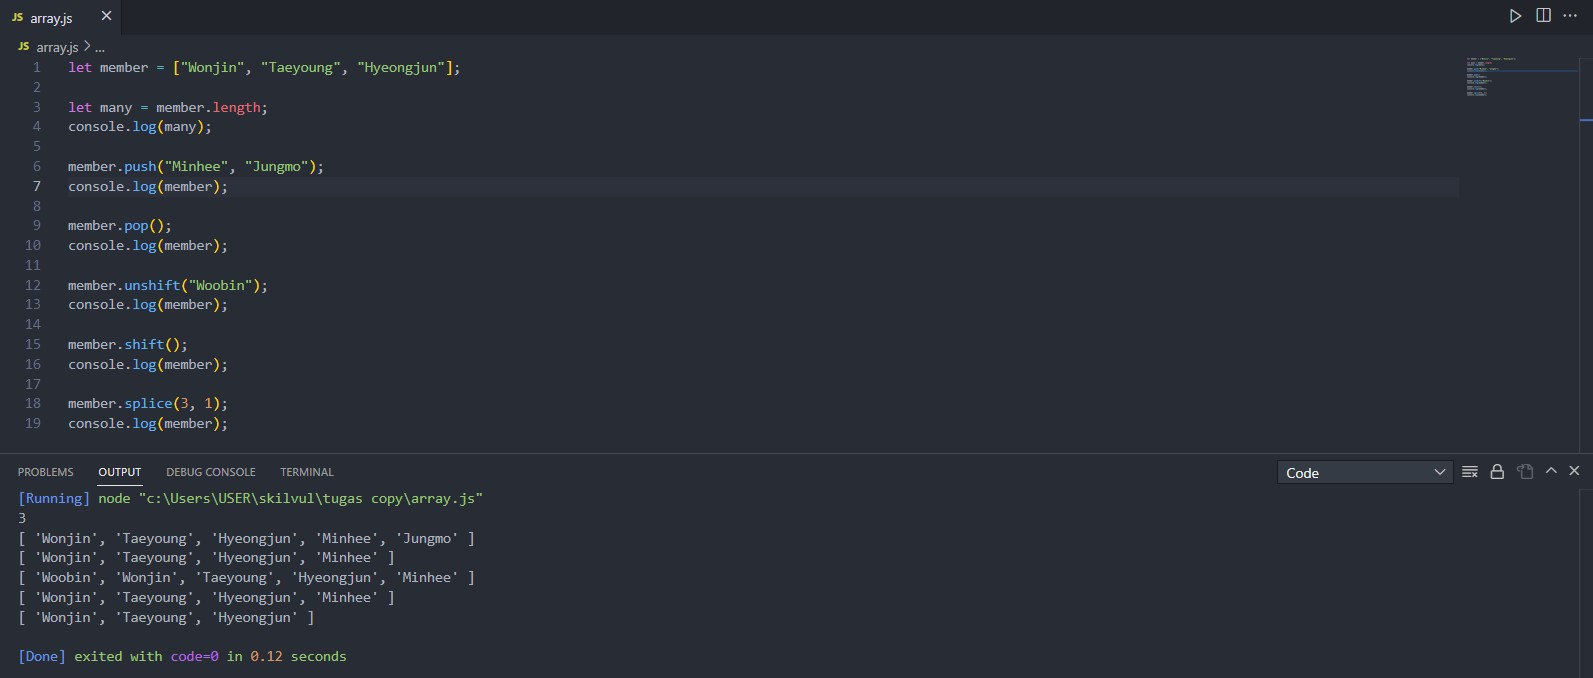 JS array.js
JS array.js > ...
1 let member = ["Wonjin", "Taeyoung", "Hyeongjun"];
2
3 let many = member.length;
4 console.log(many);
5
6 member.push("Minhee", "Jungmo");
7 console.log(member);
8
9 member.pop();
10 console.log(member);
11
12 member.unshift("Woobin");
13 console.log(member);
14
15 member.shift();
16 console.log(member);
17
18 member.splice(3, 1);
19 console.log(member);
PROBLEMS OUTPUT DEBUG CONSOLE TERMINAL Code
[Running] node "c:\Users\USER\skilvul\tugas copy\array.js"
3
[ 'Wonjin', 'Taeyoung', 'Hyeongjun', 'Minhee', 'Jungmo' ]
[ 'Wonjin', 'Taeyoung', 'Hyeongjun', 'Minhee' ]
[ 'Woobin', 'Wonjin', 'Taeyoung', 'Hyeongjun', 'Minhee' ]
[ 'Wonjin', 'Taeyoung', 'Hyeongjun', 'Minhee' ]
[ 'Wonjin', 'Taeyoung', 'Hyeongjun' ]
[Done] exited with code=0 in 0.12 seconds